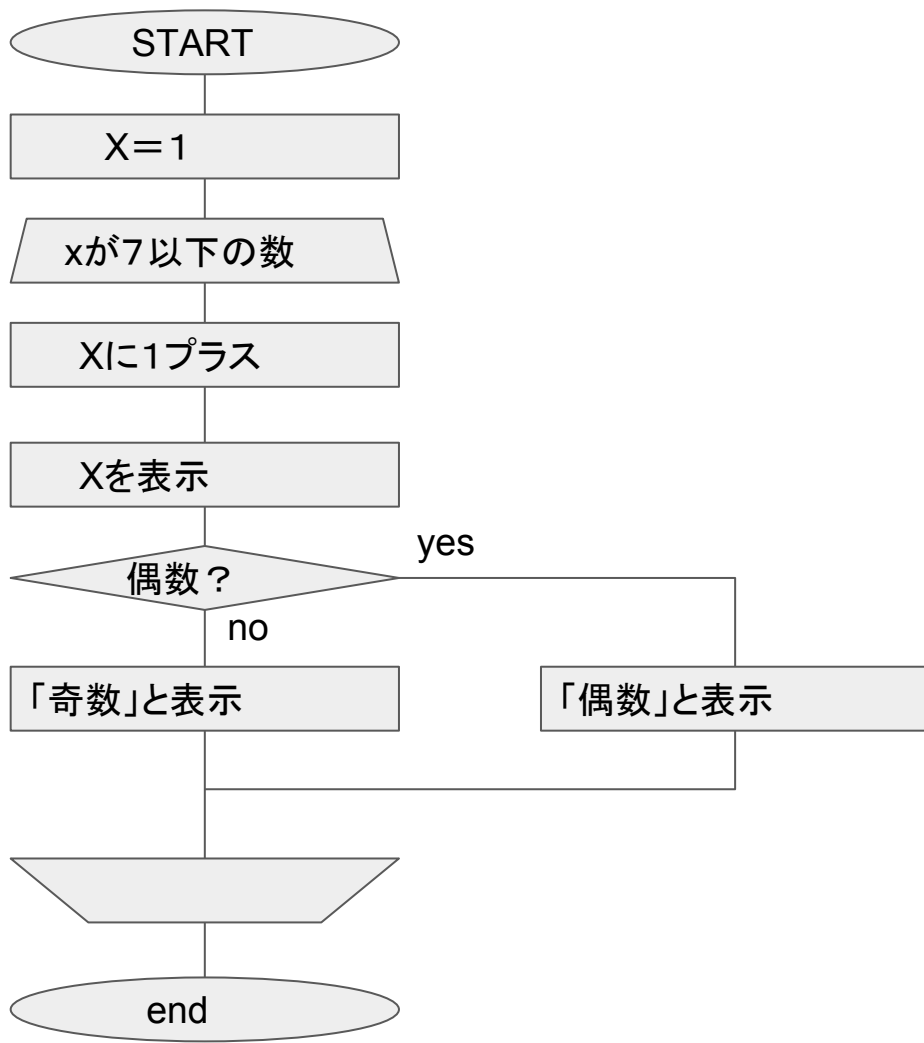 START
X＝１
xが７以下の数
Xに１プラス
Xを表示
偶数？
yes
no
「奇数」と表示
「偶数」と表示
end